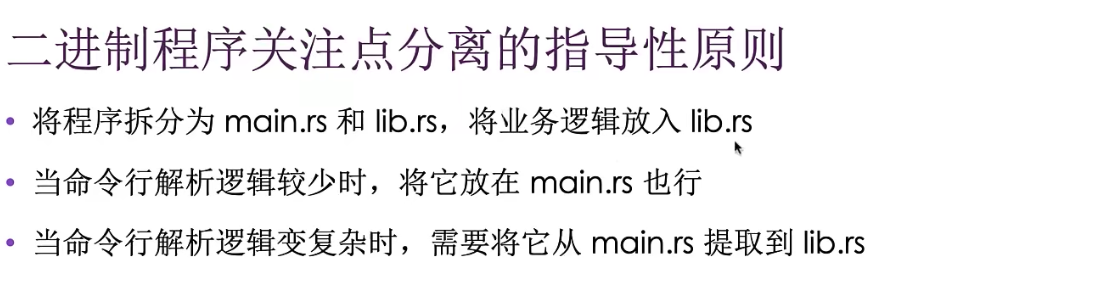 二进制程序关注点分离的指导性原则
• 将程序拆分为 main.rs 和 lib.rs，将业务逻辑放入 lib.rs
• 当命令行解析逻辑较少时，将它放在 main.rs 也行
• 当命令行解析逻辑变复杂时，需要将它从 main.rs 提取到 lib.rs